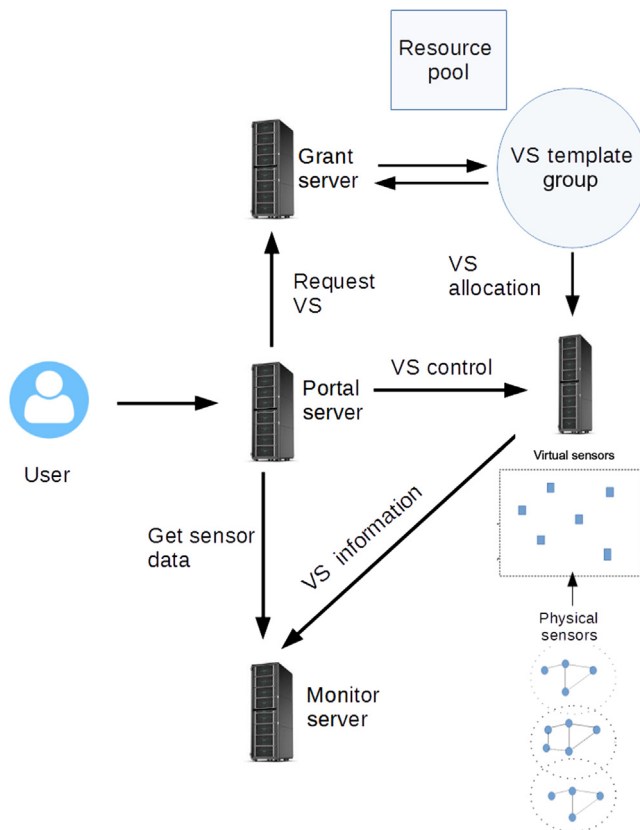 Resource
pool
Grant
server
VS template
group
Request
VS
VS
allocation
Portal
server
VS control
User
Virtual sensors
Get sensor
data
VS information
Physical
sensors
Monitor
server